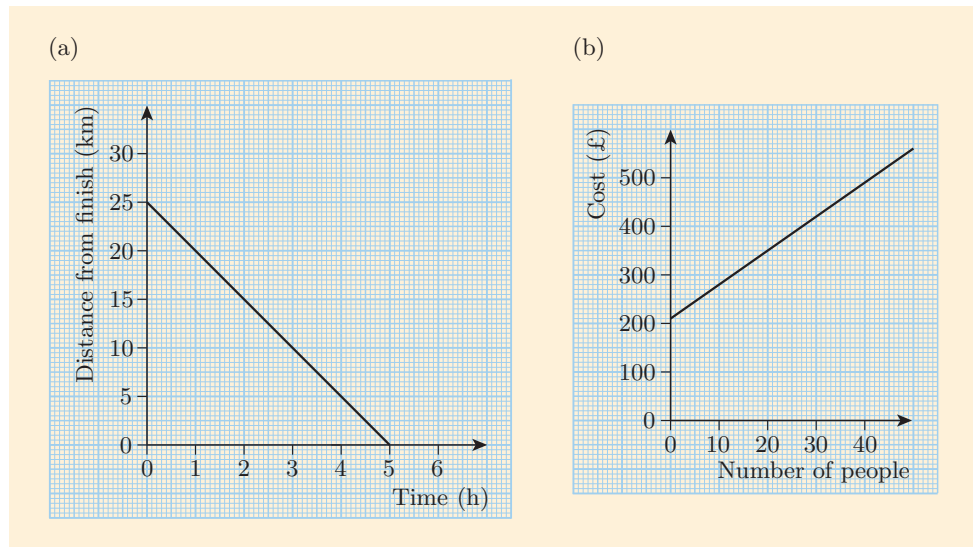 (a)
Distance from finish (km)
30
25
20
15
10
5
0
0 1 2 3 4 5 6
Time (h)
(b)
Cost (£)
500
400
300
200
100
0
0 10 20 30 40
Number of people